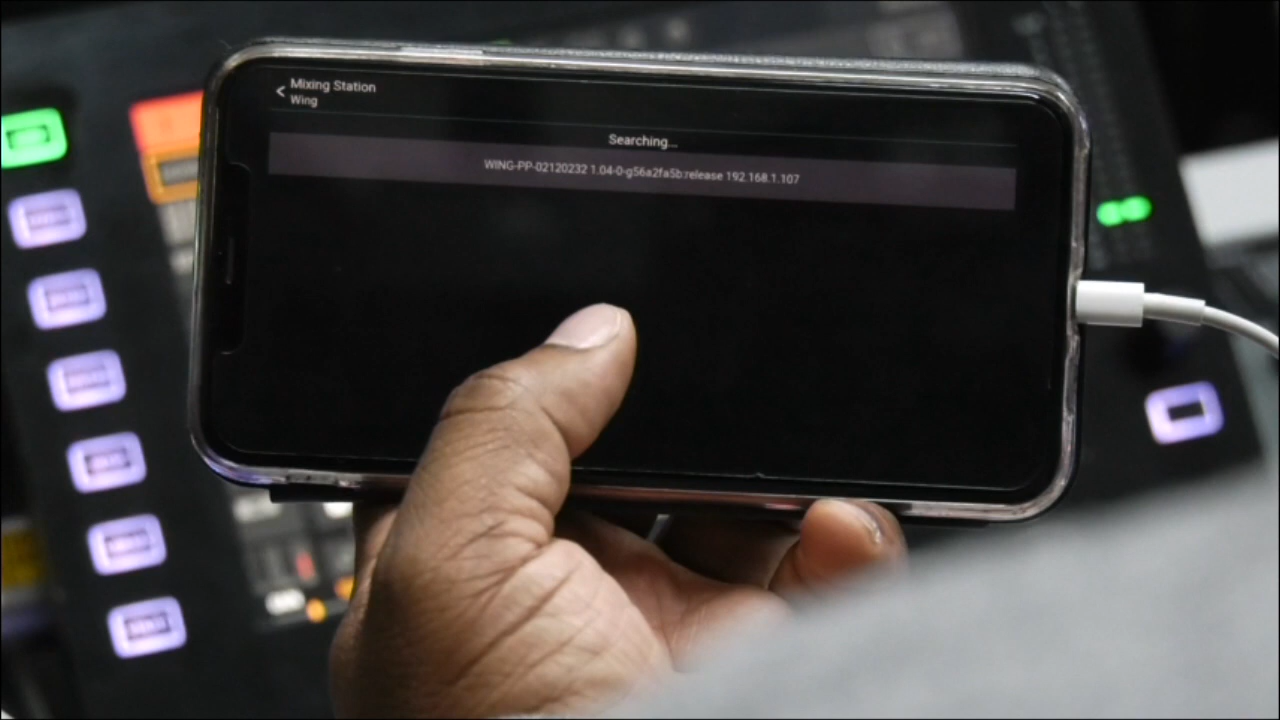 Mixing Station
Wing
Searching...
WING-PP-02120232 1.04-0-g56a2fa5b:release 192.168.1.107